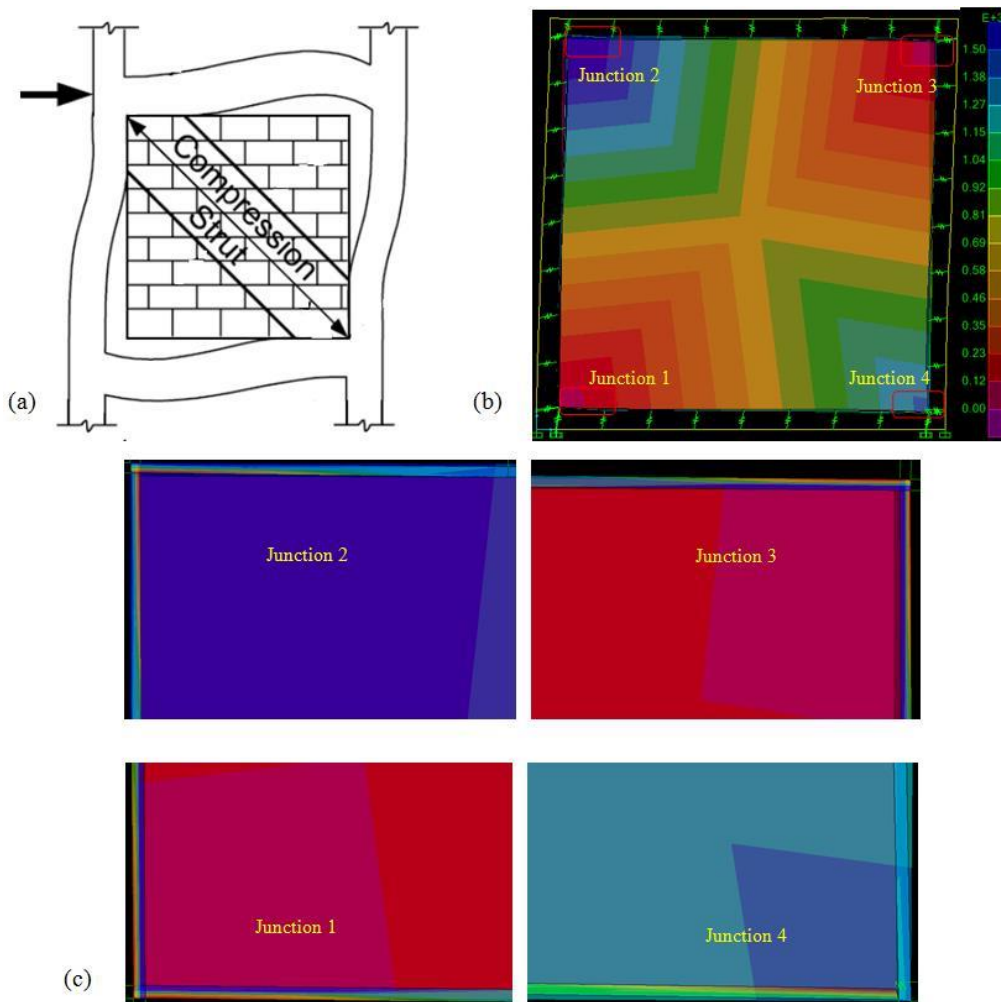 Compression
Strut
(a)
(b)
Junction 2
Junction 3
Junction 1
Junction 4
1.50
1.38
1.27
1.15
1.04
0.92
0.81
0.69
0.58
0.46
0.35
0.23
0.12
0.00
Junction 2
Junction 3
Junction 1
Junction 4
(c)